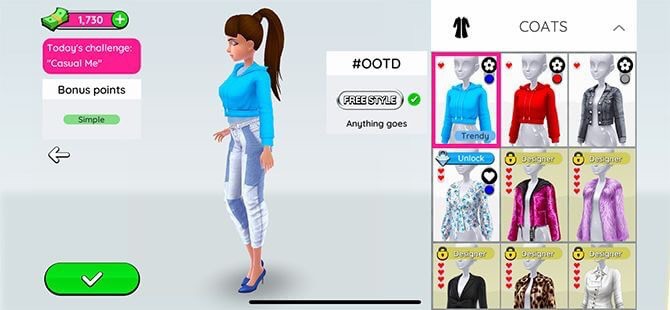 1,730 +
Today's challenge:
"Casual Me"
Bonus points
Simple
#OOTD
FREE STYLE
Anything goes
COATS
Trendy
Unlock
Designer
Designer
Designer
Designer
Designer